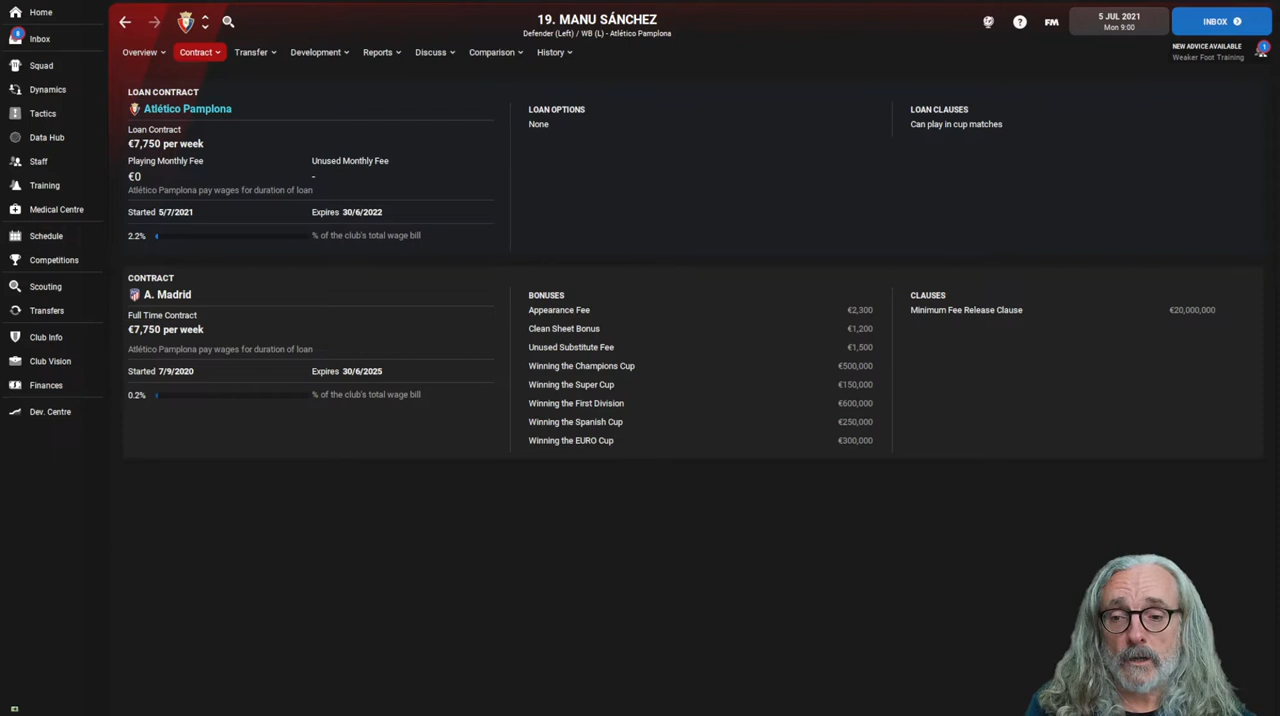 Home
Inbox
Squad
Dynamics
Tactics
Data Hub
Staff
Training
Medical Centre
Schedule
Competitions
Scouting
Transfers
Club Info
Club Vision
Finances
Dev. Centre
19. MANU SÁNCHEZ
Defender (Left) / WB (L) - Atlético Pamplona
? FM
5 JUL 2021
Mon 9:00
INBOX
NEW ADVICE AVAILABLE
Weaker Foot Training
1
Overview Contract Transfer Development Reports Discuss Comparison History
LOAN CONTRACT
Atlético Pamplona
Loan Contract
€7,750 per week
Playing Monthly Fee Unused Monthly Fee
€0 -
Atlético Pamplona pay wages for duration of loan
Started 5/7/2021 Expires 30/6/2022
2.2% % of the club's total wage bill
LOAN OPTIONS
None
LOAN CLAUSES
Can play in cup matches
CONTRACT
A. Madrid
Full Time Contract
€7,750 per week
Atlético Pamplona pay wages for duration of loan
Started 7/9/2020 Expires 30/6/2025
0.2% % of the club's total wage bill
BONUSES
Appearance Fee €2,300
Clean Sheet Bonus €1,200
Unused Substitute Fee €1,500
Winning the Champions Cup €500,000
Winning the Super Cup €150,000
Winning the First Division €600,000
Winning the Spanish Cup €250,000
Winning the EURO Cup €300,000
CLAUSES
Minimum Fee Release Clause €20,000,000